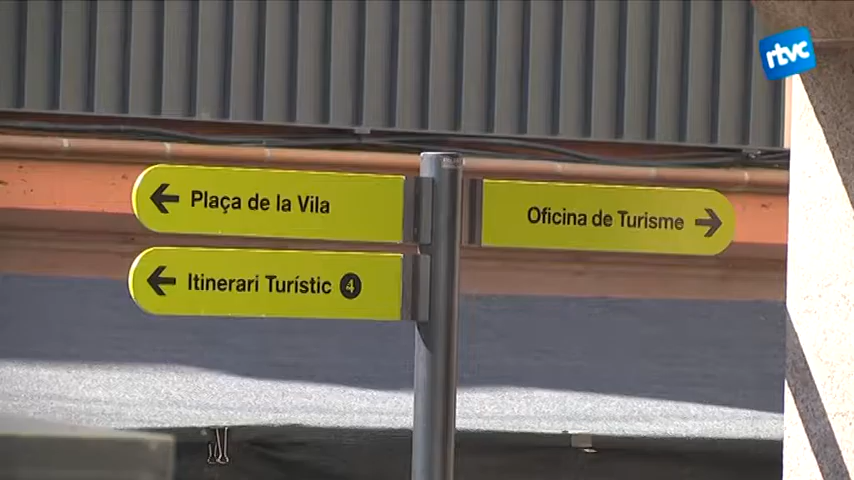 rtvc
Plaça de la Vila
Oficina de Turisme
Itinerari Turístic 4